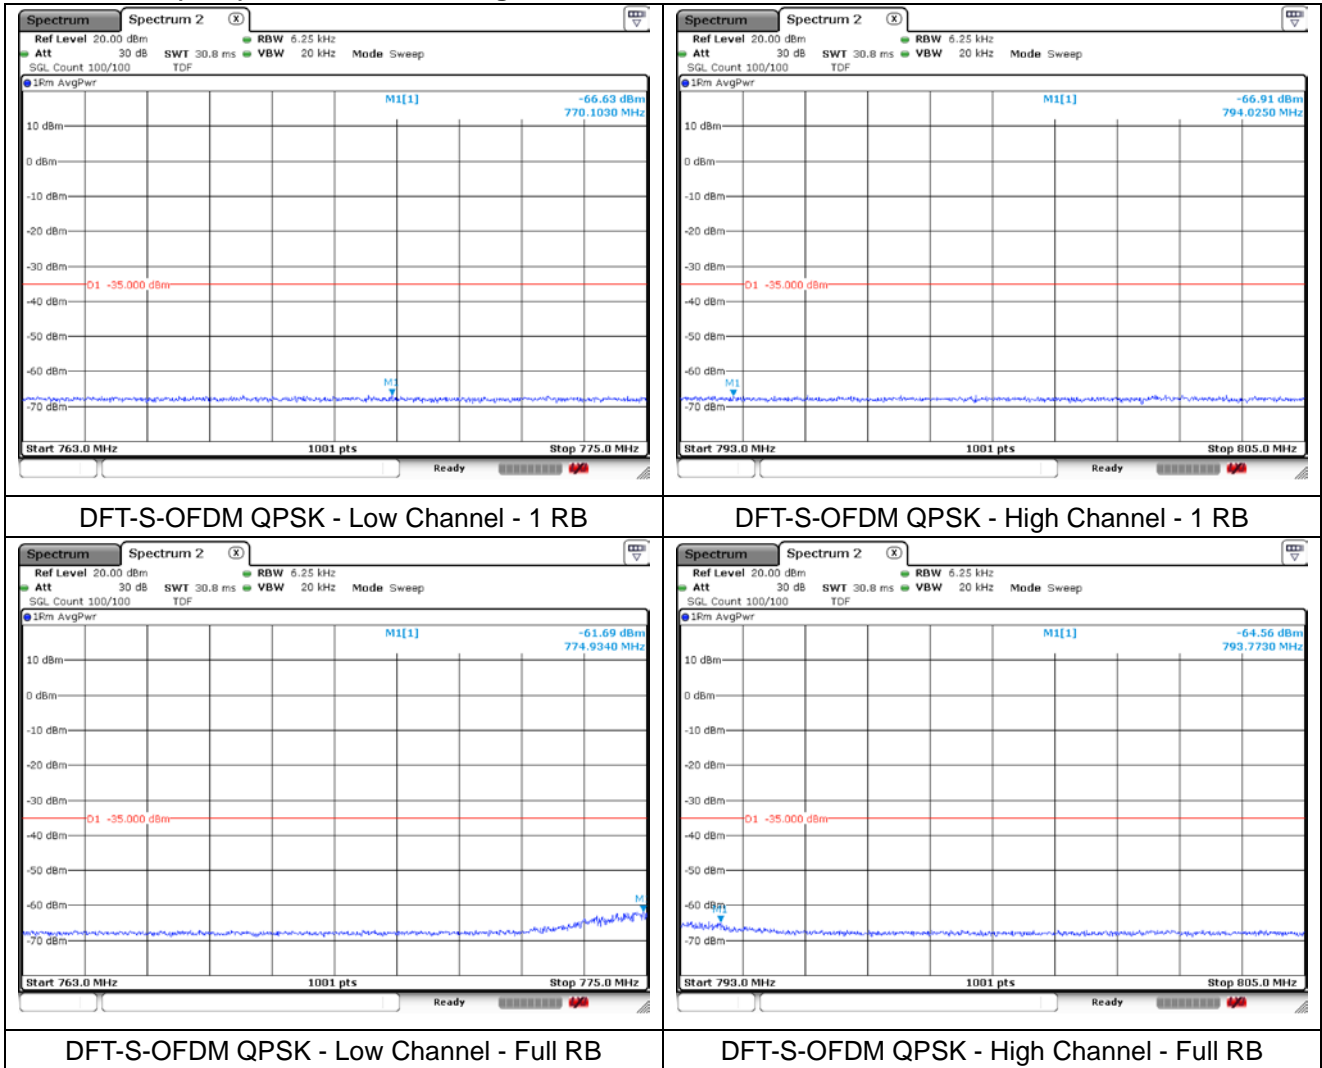 Spectrum Spectrum 2 X
Ref Level 20.00 dBm RBW 6.25 kHz
Att 30 dB SWT 30.8 ms VBW 20 kHz Mode Sweep
SGL Count 100/100 TDF
1Rm AvgPwr
M1[1] -66.63 dBm
770.1030 MHz
10 dBm
0 dBm
-10 dBm
-20 dBm
-30 dBm
D1 -35.000 dBm
-40 dBm
-50 dBm
-60 dBm
M1
-70 dBm
Start 763.0 MHz 1001 pts Stop 775.0 MHz
Ready
DFT-S-OFDM QPSK - Low Channel - 1 RB
Spectrum Spectrum 2 X
Ref Level 20.00 dBm RBW 6.25 kHz
Att 30 dB SWT 30.8 ms VBW 20 kHz Mode Sweep
SGL Count 100/100 TDF
1Rm AvgPwr
M1[1] -66.91 dBm
794.0250 MHz
10 dBm
0 dBm
-10 dBm
-20 dBm
-30 dBm
D1 -35.000 dBm
-40 dBm
-50 dBm
-60 dBm
M1
-70 dBm
Start 793.0 MHz 1001 pts Stop 805.0 MHz
Ready
DFT-S-OFDM QPSK - High Channel - 1 RB
Spectrum Spectrum 2 X
Ref Level 20.00 dBm RBW 6.25 kHz
Att 30 dB SWT 30.8 ms VBW 20 kHz Mode Sweep
SGL Count 100/100 TDF
1Rm AvgPwr
M1[1] -61.69 dBm
774.9340 MHz
10 dBm
0 dBm
-10 dBm
-20 dBm
-30 dBm
D1 -35.000 dBm
-40 dBm
-50 dBm
-60 dBm
M
-70 dBm
Start 763.0 MHz 1001 pts Stop 775.0 MHz
Ready
DFT-S-OFDM QPSK - Low Channel - Full RB
Spectrum Spectrum 2 X
Ref Level 20.00 dBm RBW 6.25 kHz
Att 30 dB SWT 30.8 ms VBW 20 kHz Mode Sweep
SGL Count 100/100 TDF
1Rm AvgPwr
M1[1] -64.56 dBm
793.7730 MHz
10 dBm
0 dBm
-10 dBm
-20 dBm
-30 dBm
D1 -35.000 dBm
-40 dBm
-50 dBm
-60 dBm
M1
-70 dBm
Start 793.0 MHz 1001 pts Stop 805.0 MHz
Ready
DFT-S-OFDM QPSK - High Channel - Full RB